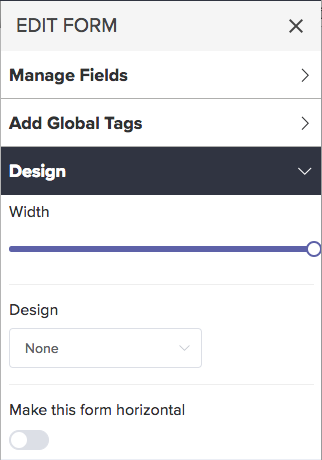 EDIT FORM
Manage Fields
Add Global Tags
Design
Width
Design
None
Make this form horizontal